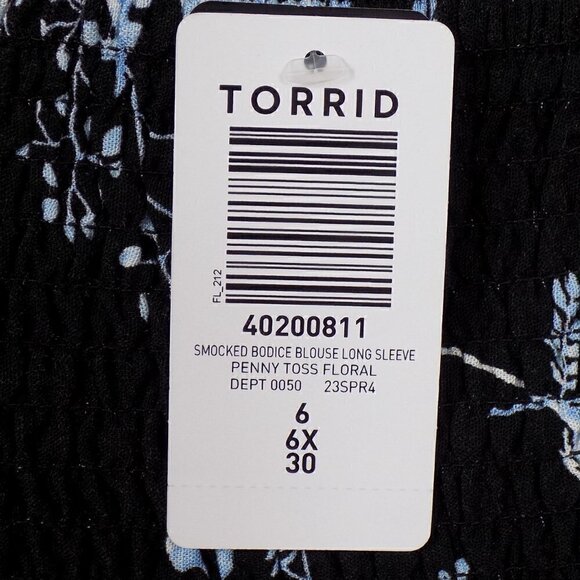 TORRID
FL_212
40200811
SMOCKED BODICE BLOUSE LONG SLEEVE
PENNY TOSS FLORAL
DEPT 0050 23SPR4
6
6X
30